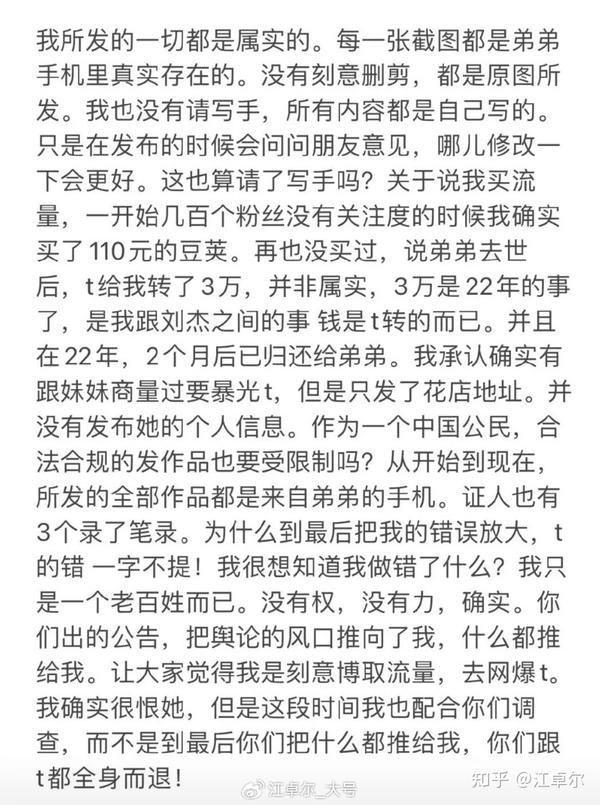 我所发的一切都是属实的。每一张截图都是弟弟
手机里真实存在的。没有刻意删剪，都是原图所
发。我也没有请写手，所有内容都是自己写的。
只是在发布的时候会问问朋友意见，哪儿修改一
下会更好。这也算请了写手吗？关于说我买流
量，一开始几百个粉丝没有关注度的时候我确实
买了110元的豆荚。再也没买过，说弟弟去世
后，t给我转了3万，并非属实，3万是22年的事
了，是我跟刘杰之间的事 钱是t转的而已。并且
在22年，2个月后已归还给弟弟。我承认确实有
跟妹妹商量过要暴光t，但是只发了花店地址。并
没有发布她的个人信息。作为一个中国公民，合
法合规的发作品也要受限制吗？从开始到现在，
所发的全部作品都是来自弟弟的手机。证人也有
3个录了笔录。为什么到最后把我的错误放大，t
的错 一字不提！我很想知道我做错了什么？我只
是一个老百姓而已。没有权，没有力，确实。你
们出的公告，把舆论的风口推向了我，什么都推
给我。让大家觉得我是刻意博取流量，去网爆t。
我确实很恨她，但是这段时间我也配合你们调
查，而不是到最后你们把什么都推给我，你们跟
t都全身而退！
江卓尔_大号
知乎 @江卓尔